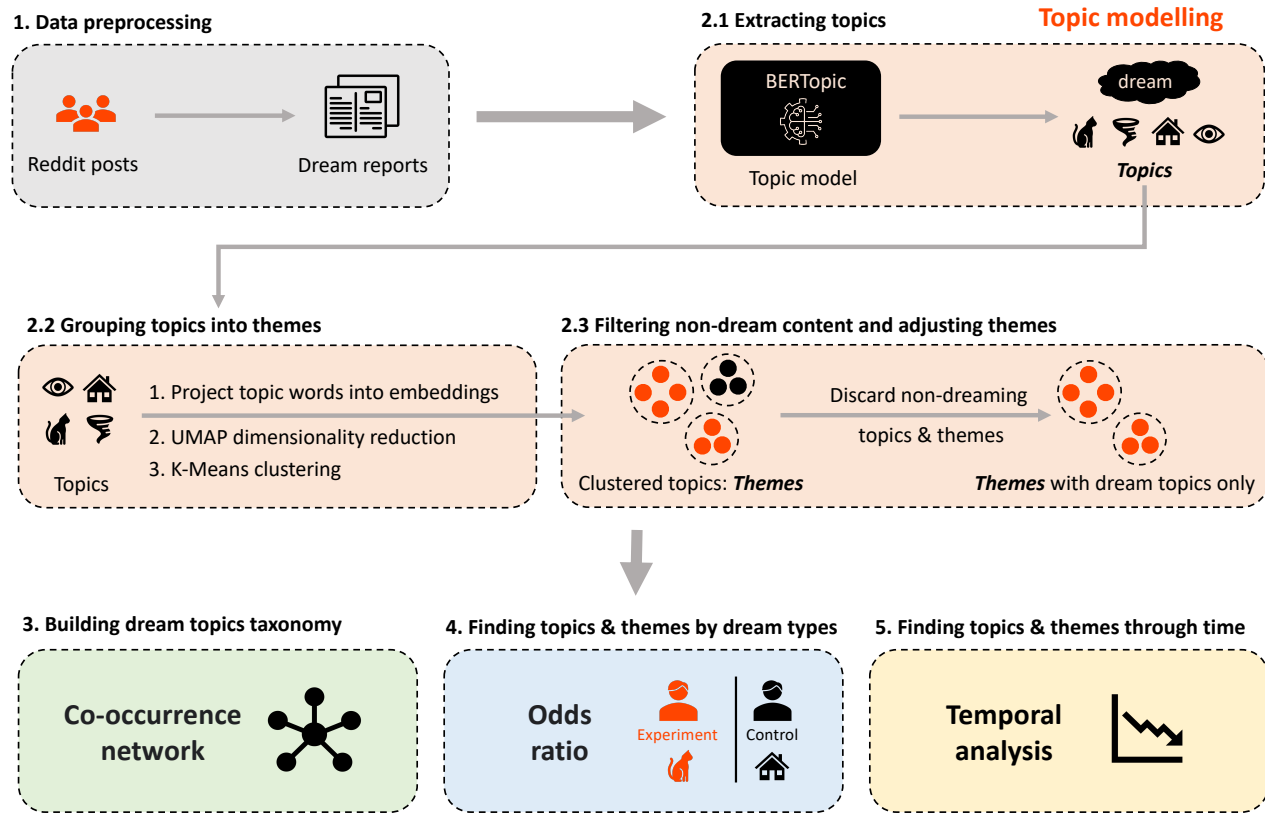 1. Data preprocessing
Reddit posts
Dream reports
2.1 Extracting topics
Topic modelling
BERTopic
Topic model
dream
Topics
2.2 Grouping topics into themes
Topics
1. Project topic words into embeddings
2. UMAP dimensionality reduction
3. K-Means clustering
2.3 Filtering non-dream content and adjusting themes
Clustered topics: Themes
Discard non-dreaming
topics & themes
Themes with dream topics only
3. Building dream topics taxonomy
Co-occurrence
network
4. Finding topics & themes by dream types
Odds
ratio
Experiment
Control
5. Finding topics & themes through time
Temporal
analysis